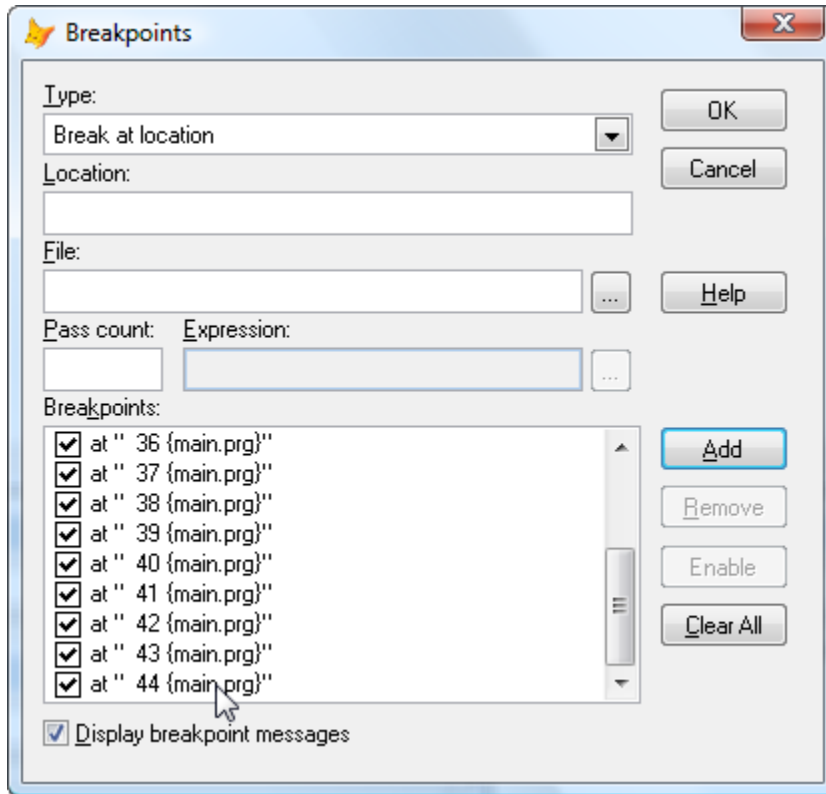 Breakpoints
Type:
OK
Break at location
Cancel
Location:
File:
...
Help
Pass count: Expression:
...
Breakpoints:
at " 36 {main.prg}"
Add
at " 37 {main.prg}"
at " 38 {main.prg}"
Remove
at " 39 {main.prg}"
at " 40 {main.prg}"
Enable
at " 41 {main.prg}"
at " 42 {main.prg}"
Clear All
at " 43 {main.prg}"
at " 44 {main.prg}"
Display breakpoint messages